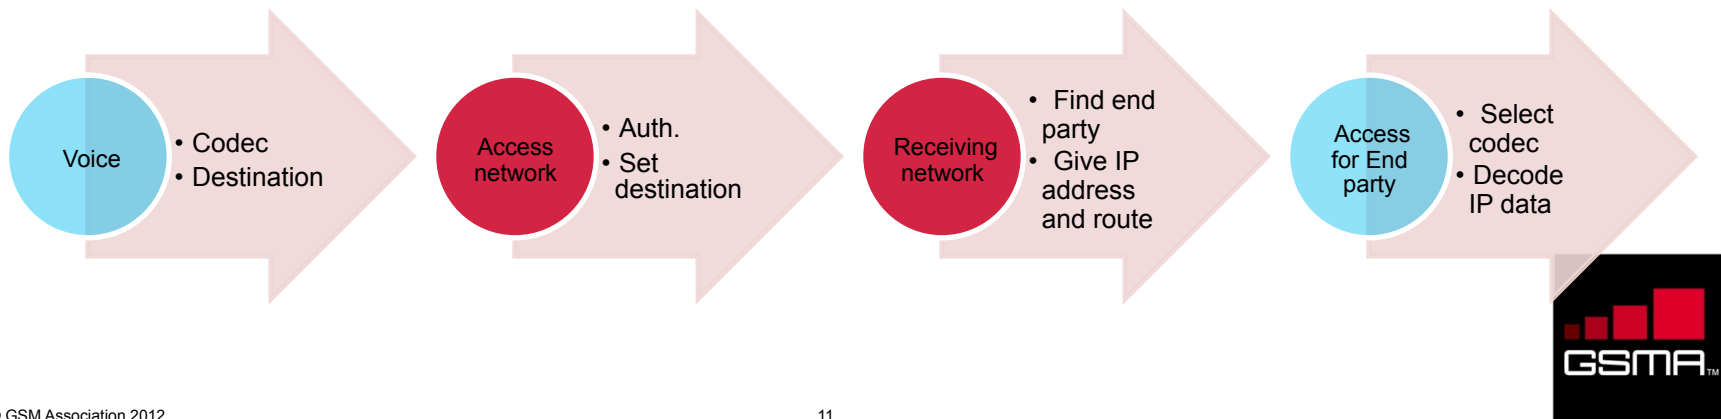 Voice
• Codec
• Destination
Access
network
• Auth.
• Set
destination
Receiving
network
• Find end
party
• Give IP
address
and route
Access
for End
party
• Select
codec
• Decode
IP data
GSMA™
GSM Association 2012
11